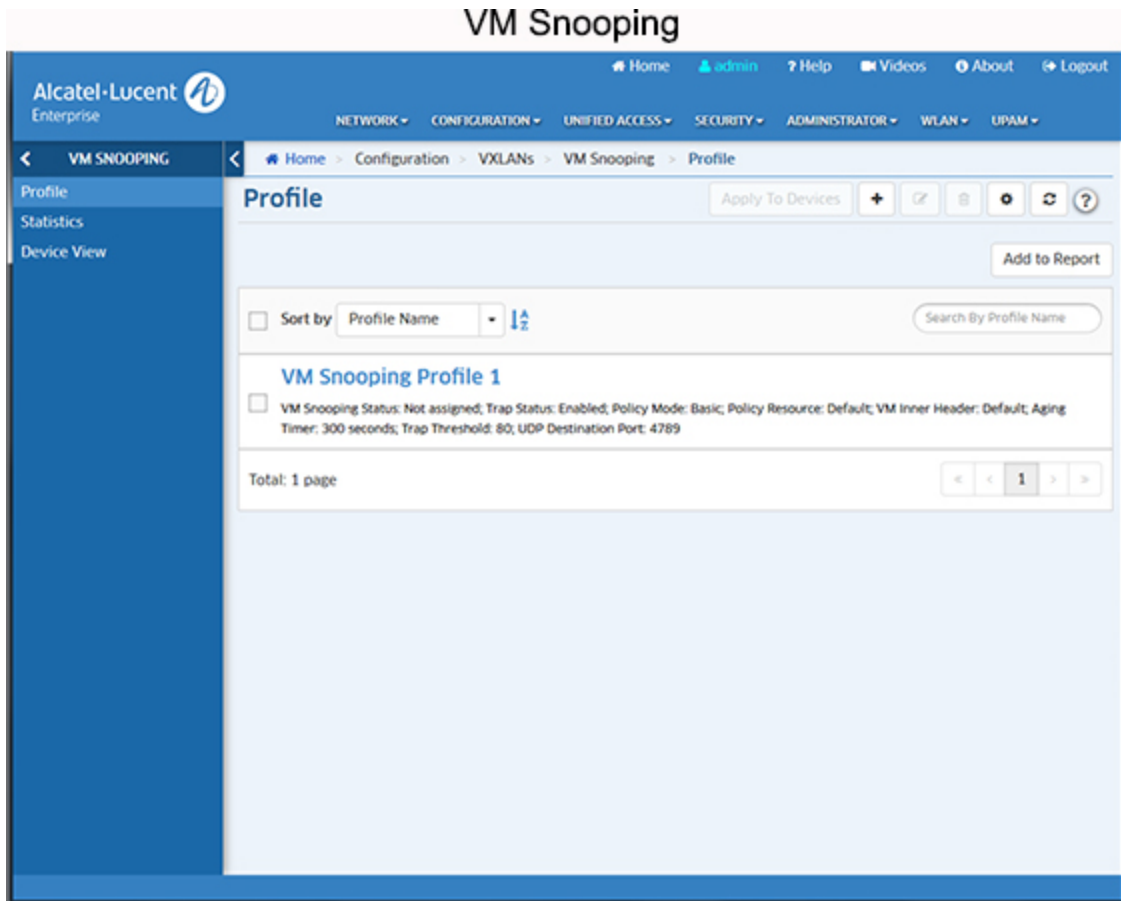 VM Snooping
Home admin ? Help Videos About Logout
Alcatel·Lucent
Enterprise
NETWORK CONFIGURATION UNIFIED ACCESS SECURITY ADMINISTRATOR WLAN UPAM
VM SNOOPING
Home > Configuration > VXLANs > VM Snooping > Profile
Profile
Statistics
Device View
Profile
Apply To Devices
?
Add to Report
Sort by Profile Name
Search By Profile Name
VM Snooping Profile 1
VM Snooping Status: Not assigned; Trap Status: Enabled; Policy Mode: Basic; Policy Resource: Default; VM Inner Header: Default; Aging
Timer: 300 seconds; Trap Threshold: 80; UDP Destination Port: 4789
Total: 1 page
« < 1 > »